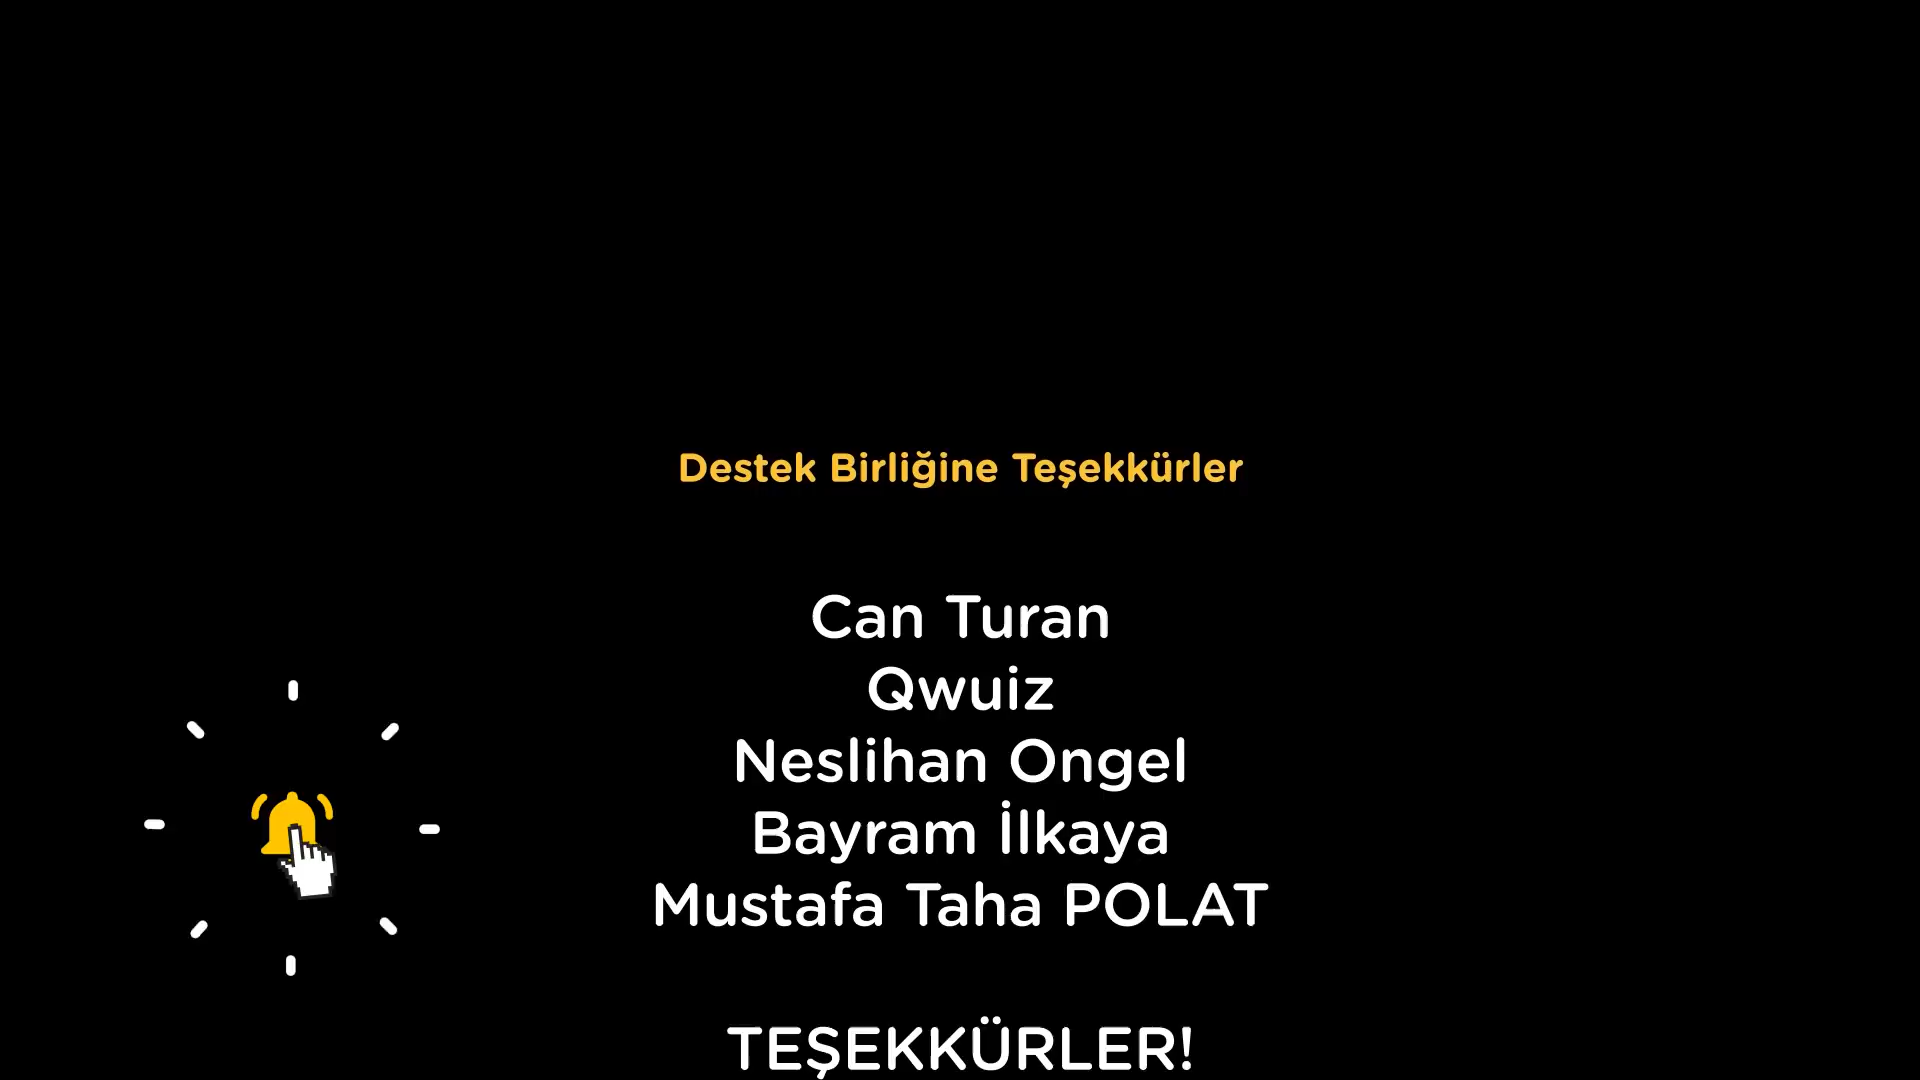 Destek Birliğine Teşekkürler
Can Turan
Qwuiz
Neslihan Ongel
Bayram İlkaya
Mustafa Taha POLAT
TEŞEKKÜRLER!